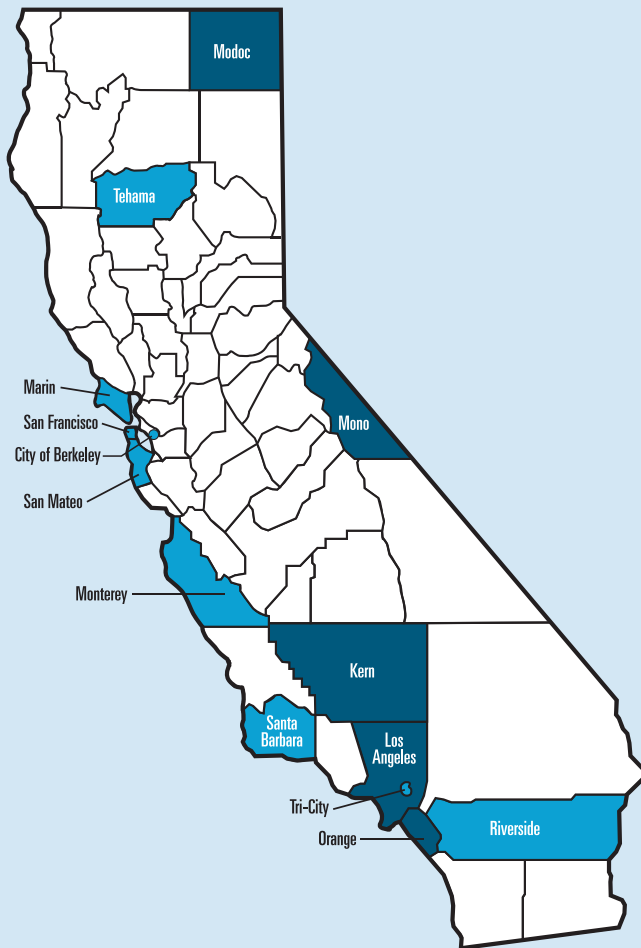 Modoc
Tehama
Marin
San Francisco
Mono
City of Berkeley
San Mateo
Monterey
Kern
Santa
Barbara
Los
Angeles
Tri-City
Riverside
Orange